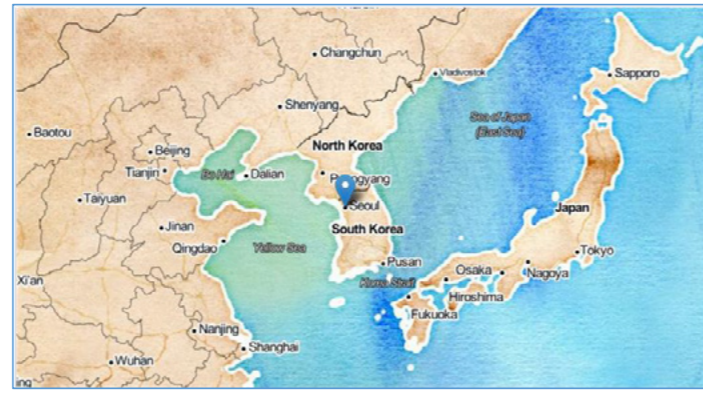 Changchun
Vladivostok
Sapporo
Shenyang
Sea of Japan
(East Sea)
Baotou
Beijing
North Korea
Tianjin
Bo Hai
Dalian
Taiyuan
Seoul
Japan
Jinan
South Korea
Qingdao
Yellow Sea
Tokyo
Pusan
Osaka
Nagoya
Xi'an
Korea Strait
Hiroshima
Fukuoka
Nanjing
Shanghai
Wuhan
ing